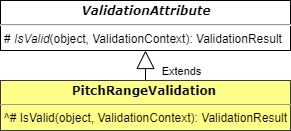 ValidationAttribute
# IsValid(object, ValidationContext): ValidationResult
Extends
PitchRangeValidation
^# IsValid(object, ValidationContext): ValidationResult